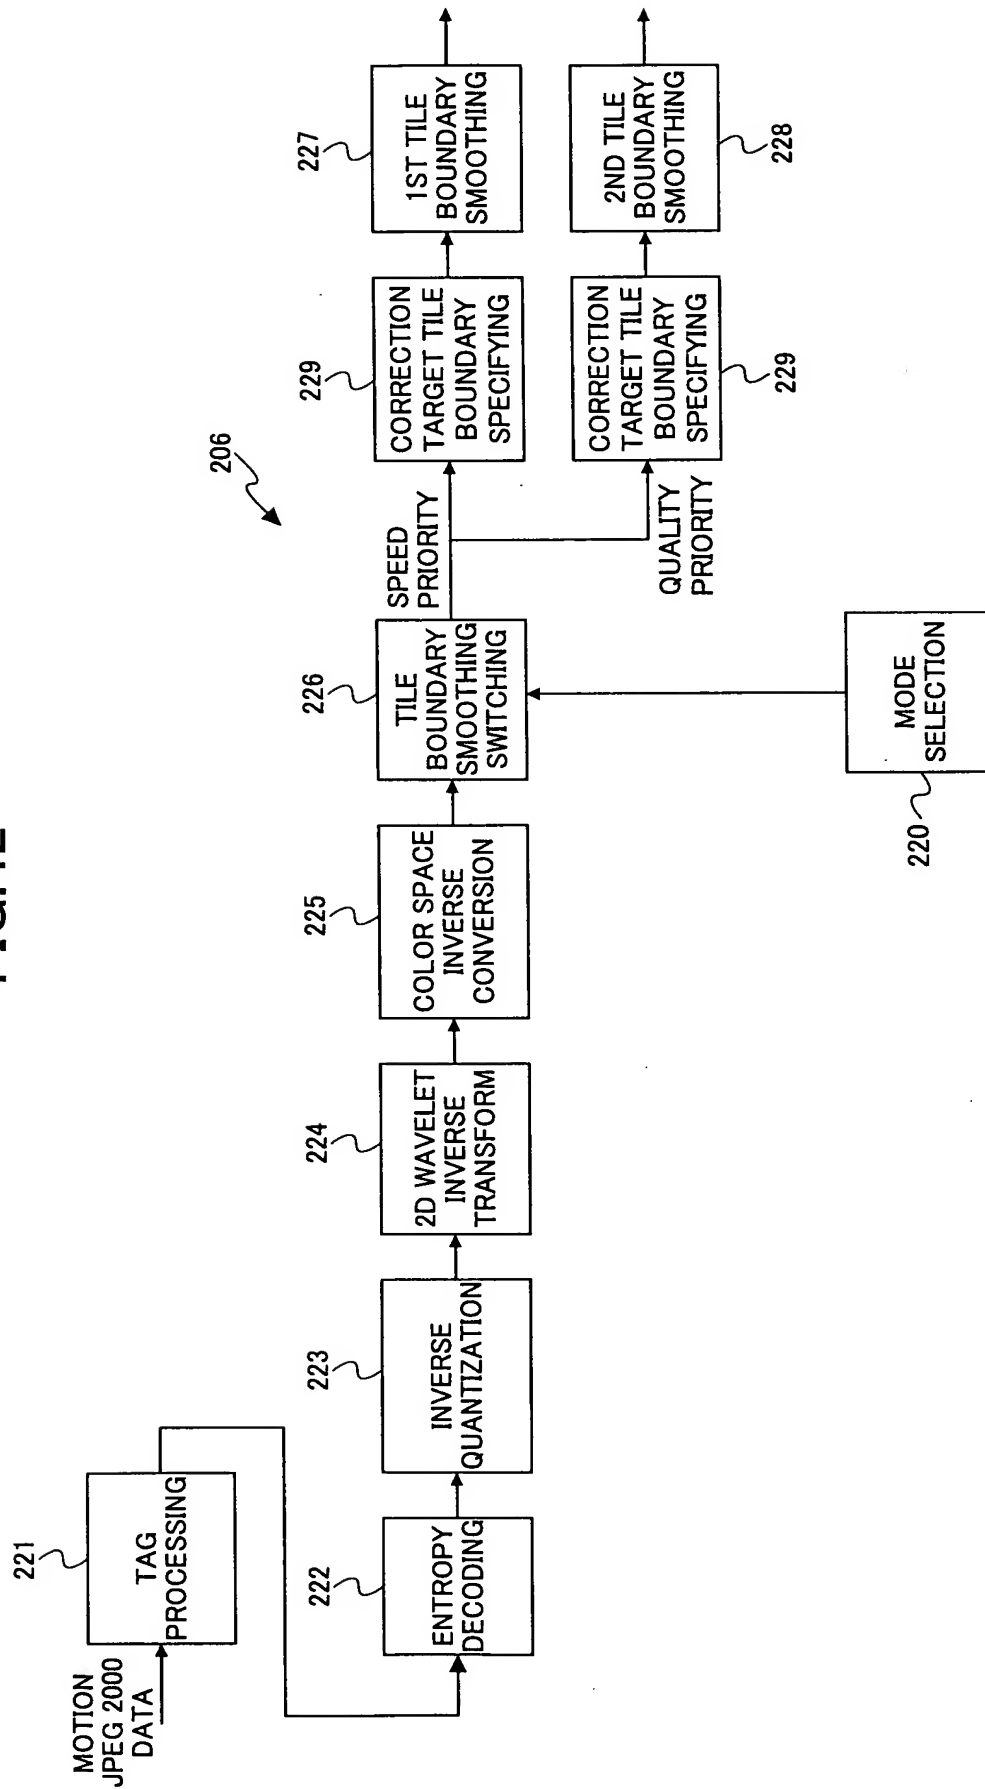 MOTION
JPEG 2000
DATA
221
TAG
PROCESSING
222
ENTROPY
DECODING
223
INVERSE
QUANTIZATION
224
2D WAVELET
INVERSE
TRANSFORM
225
COLOR SPACE
INVERSE
CONVERSION
226
TILE
BOUNDARY
SMOOTHING
SWITCHING
220
MODE
SELECTION
206
SPEED
PRIORITY
QUALITY
PRIORITY
229
CORRECTION
TARGET TILE
BOUNDARY
SPECIFYING
227
1ST TILE
BOUNDARY
SMOOTHING
CORRECTION
TARGET TILE
BOUNDARY
SPECIFYING
229
2ND TILE
BOUNDARY
SMOOTHING
228